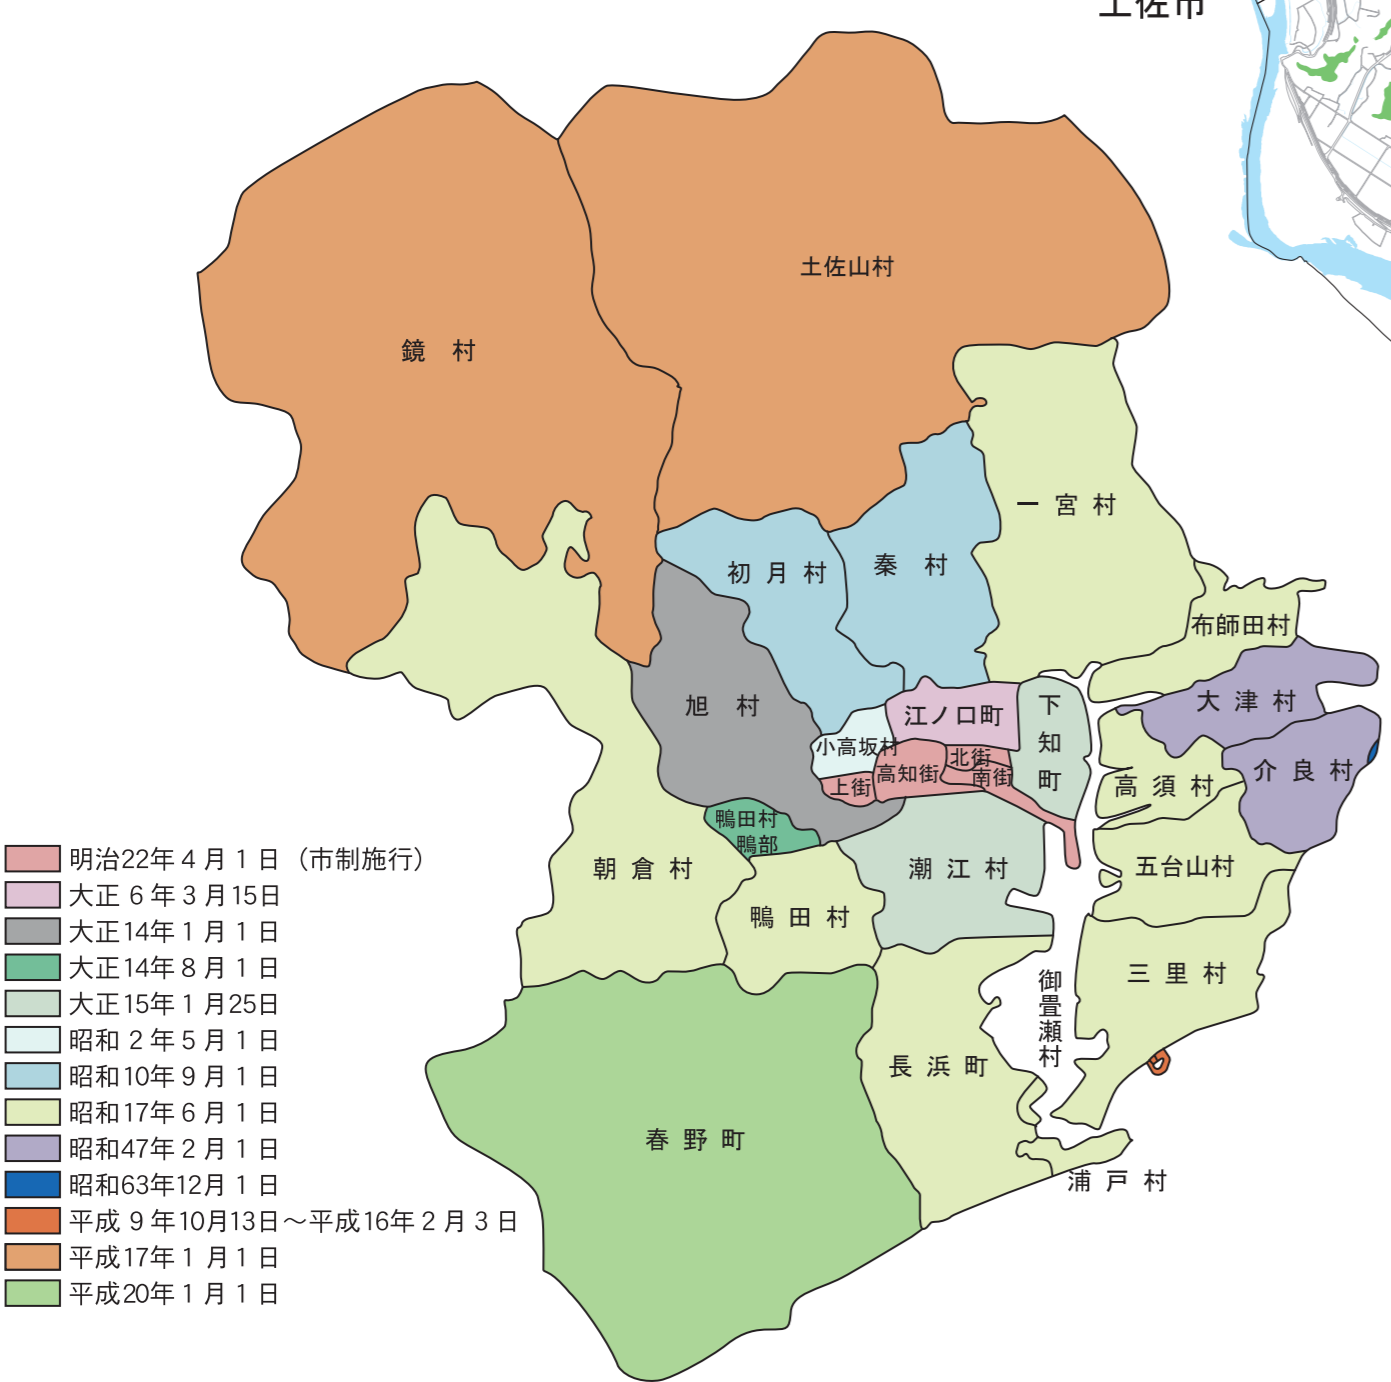 土佐市
土佐山村
鏡村
一宮村
初月村
秦村
布師田村
旭村
大津村
江ノ口町
下知町
小高坂村
北街
高知街
南街
上街
介良村
高須村
鴨田村
鴨部
朝倉村
潮江村
五台山村
鴨田村
三里村
御畳瀬村
長浜町
春野町
浦戸村
明治22年4月1日（市制施行）
大正6年3月15日
大正14年1月1日
大正14年8月1日
大正15年1月25日
昭和2年5月1日
昭和10年9月1日
昭和17年6月1日
昭和47年2月1日
昭和63年12月1日
平成9年10月13日～平成16年2月3日
平成17年1月1日
平成20年1月1日